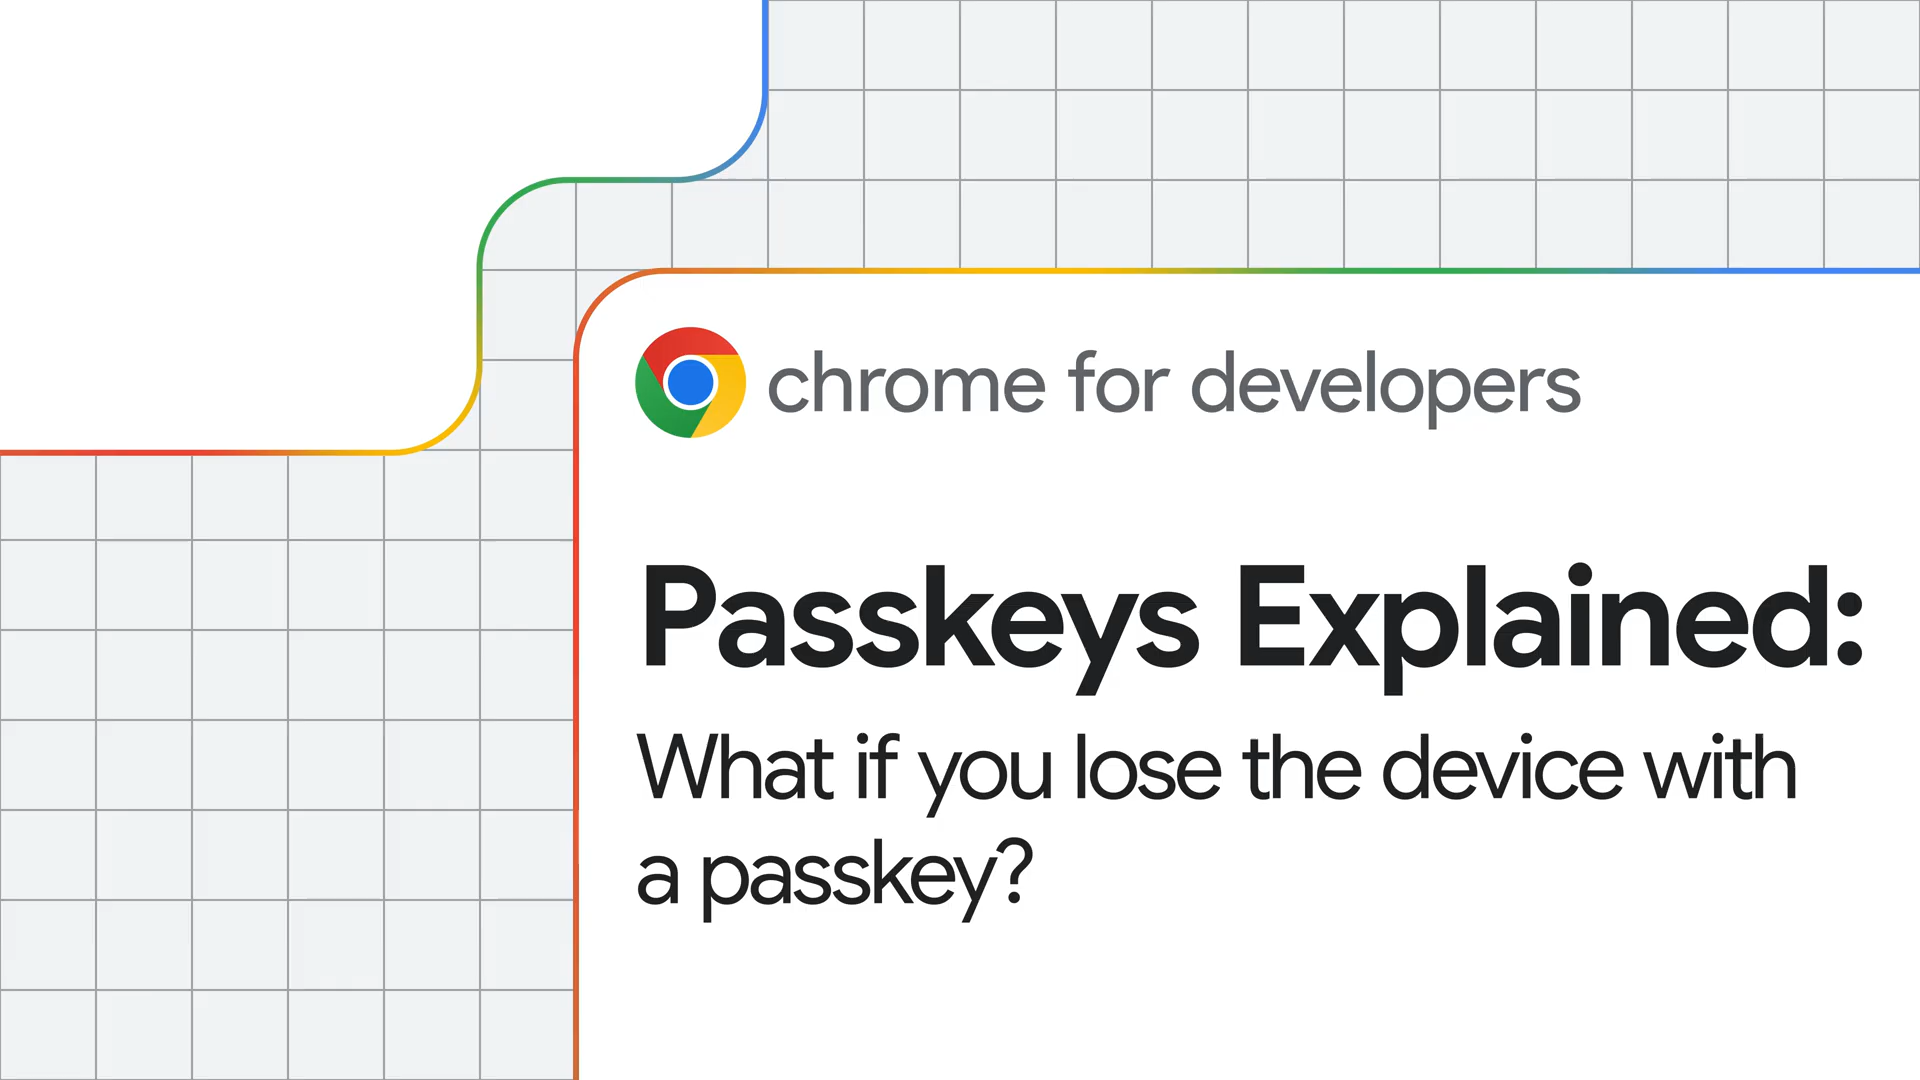 chrome for developers
Passkeys Explained:
What if you lose the device with
a passkey?